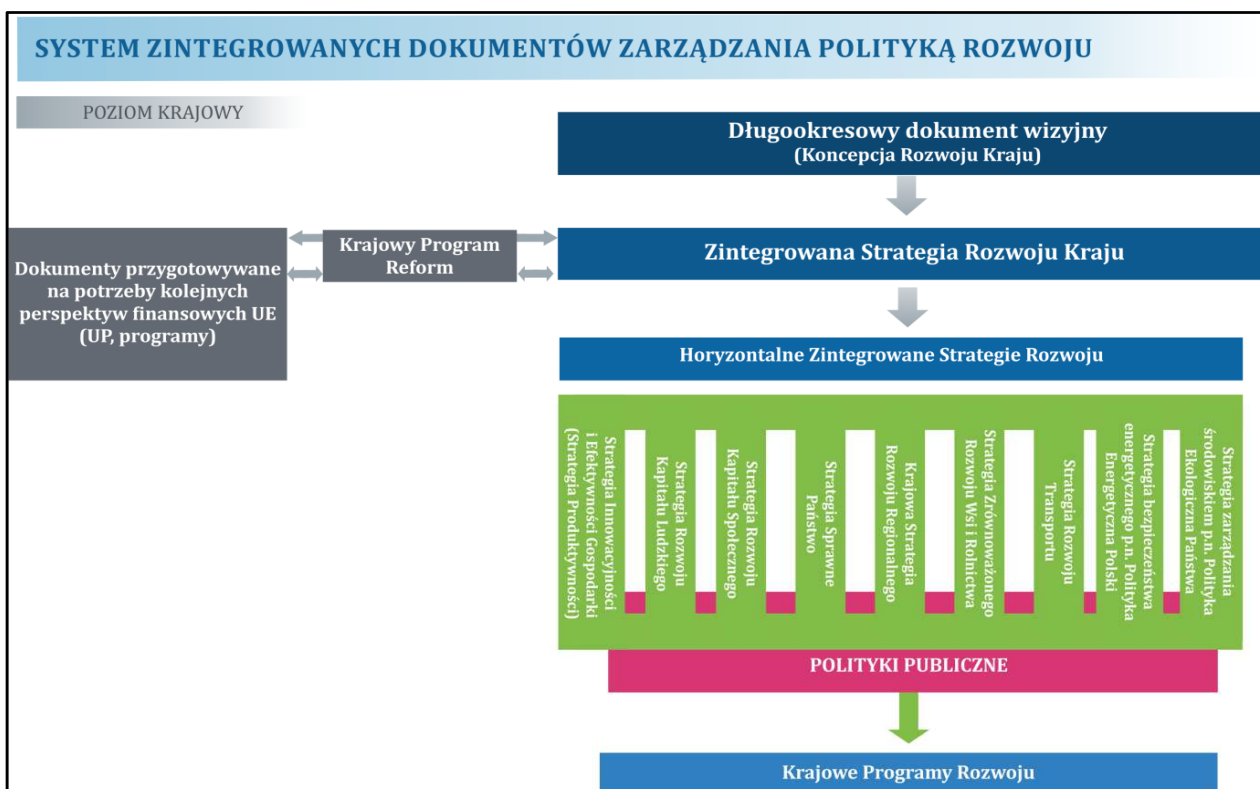 SYSTEM ZINTEGROWANYCH DOKUMENTÓW ZARZĄDZANIA POLITYKĄ ROZWOJU
POZIOM KRAJOWY
Długookresowy dokument wizyjny
(Koncepcja Rozwoju Kraju)
Dokumenty przygotowywane
na potrzeby kolejnych
perspektyw finansowych UE
(UP, programy)
Krajowy Program
Reform
Zintegrowana Strategia Rozwoju Kraju
Horyzontalne Zintegrowane Strategie Rozwoju
Strategia Innowacyjności
i Efektywności Gospodarki
(Strategia Produktywności)
Strategia Rozwoju
Kapitału Ludzkiego
Strategia Rozwoju
Kapitału Społecznego
Strategia Sprawne
Państwo
Krajowa Strategia
Rozwoju Regionalnego
Strategia Zrównoważonego
Rozwoju Wsi i Rolnictwa
Strategia Rozwoju
Transportu
Strategia bezpieczeństwa
energetycznego p.n. Polityka
Energetyczna Polski
Strategia zarządzania
środowiskiem p.n. Polityka
Ekologiczna Państwa
POLITYKI PUBLICZNE
Krajowe Programy Rozwoju